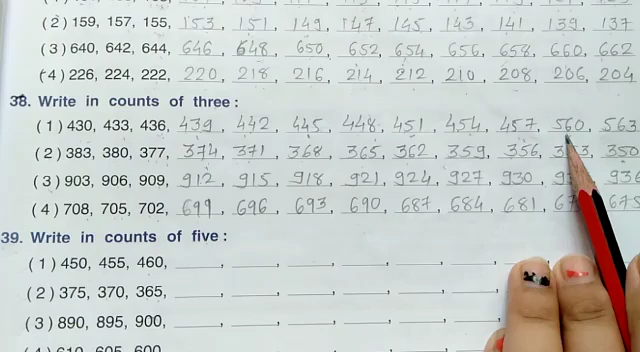 (2) 159, 157, 155, 153, 151, 149, 147, 145, 143, 141, 139, 137
(3) 640, 642, 644, 646, 648, 650, 652, 654, 656, 658, 660, 662
(4) 226, 224, 222, 220, 218, 216, 214, 212, 210, 208, 206, 204
38. Write in counts of three :
(1) 430, 433, 436, 439, 442, 445, 448, 451, 454, 457, 560, 563
(2) 383, 380, 377, 374, 371, 368, 365, 362, 359, 356, 350
(3) 903, 906, 909, 912, 915, 918, 921, 924, 927, 930, 936
(4) 708, 705, 702, 699, 696, 693, 690, 687, 684, 681, 675
39. Write in counts of five :
(1) 450, 455, 460,
(2) 375, 370, 365,
(3) 890, 895, 900,
(4) 610, 605, 600